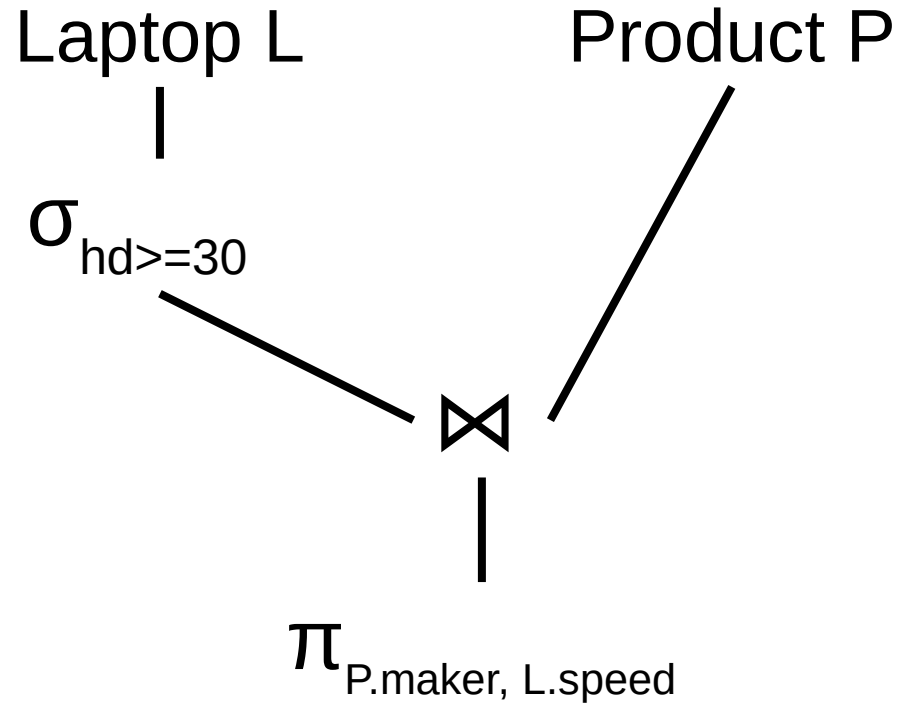 Laptop L
Product P
σhd>=30
⋈
πP.maker, L.speed